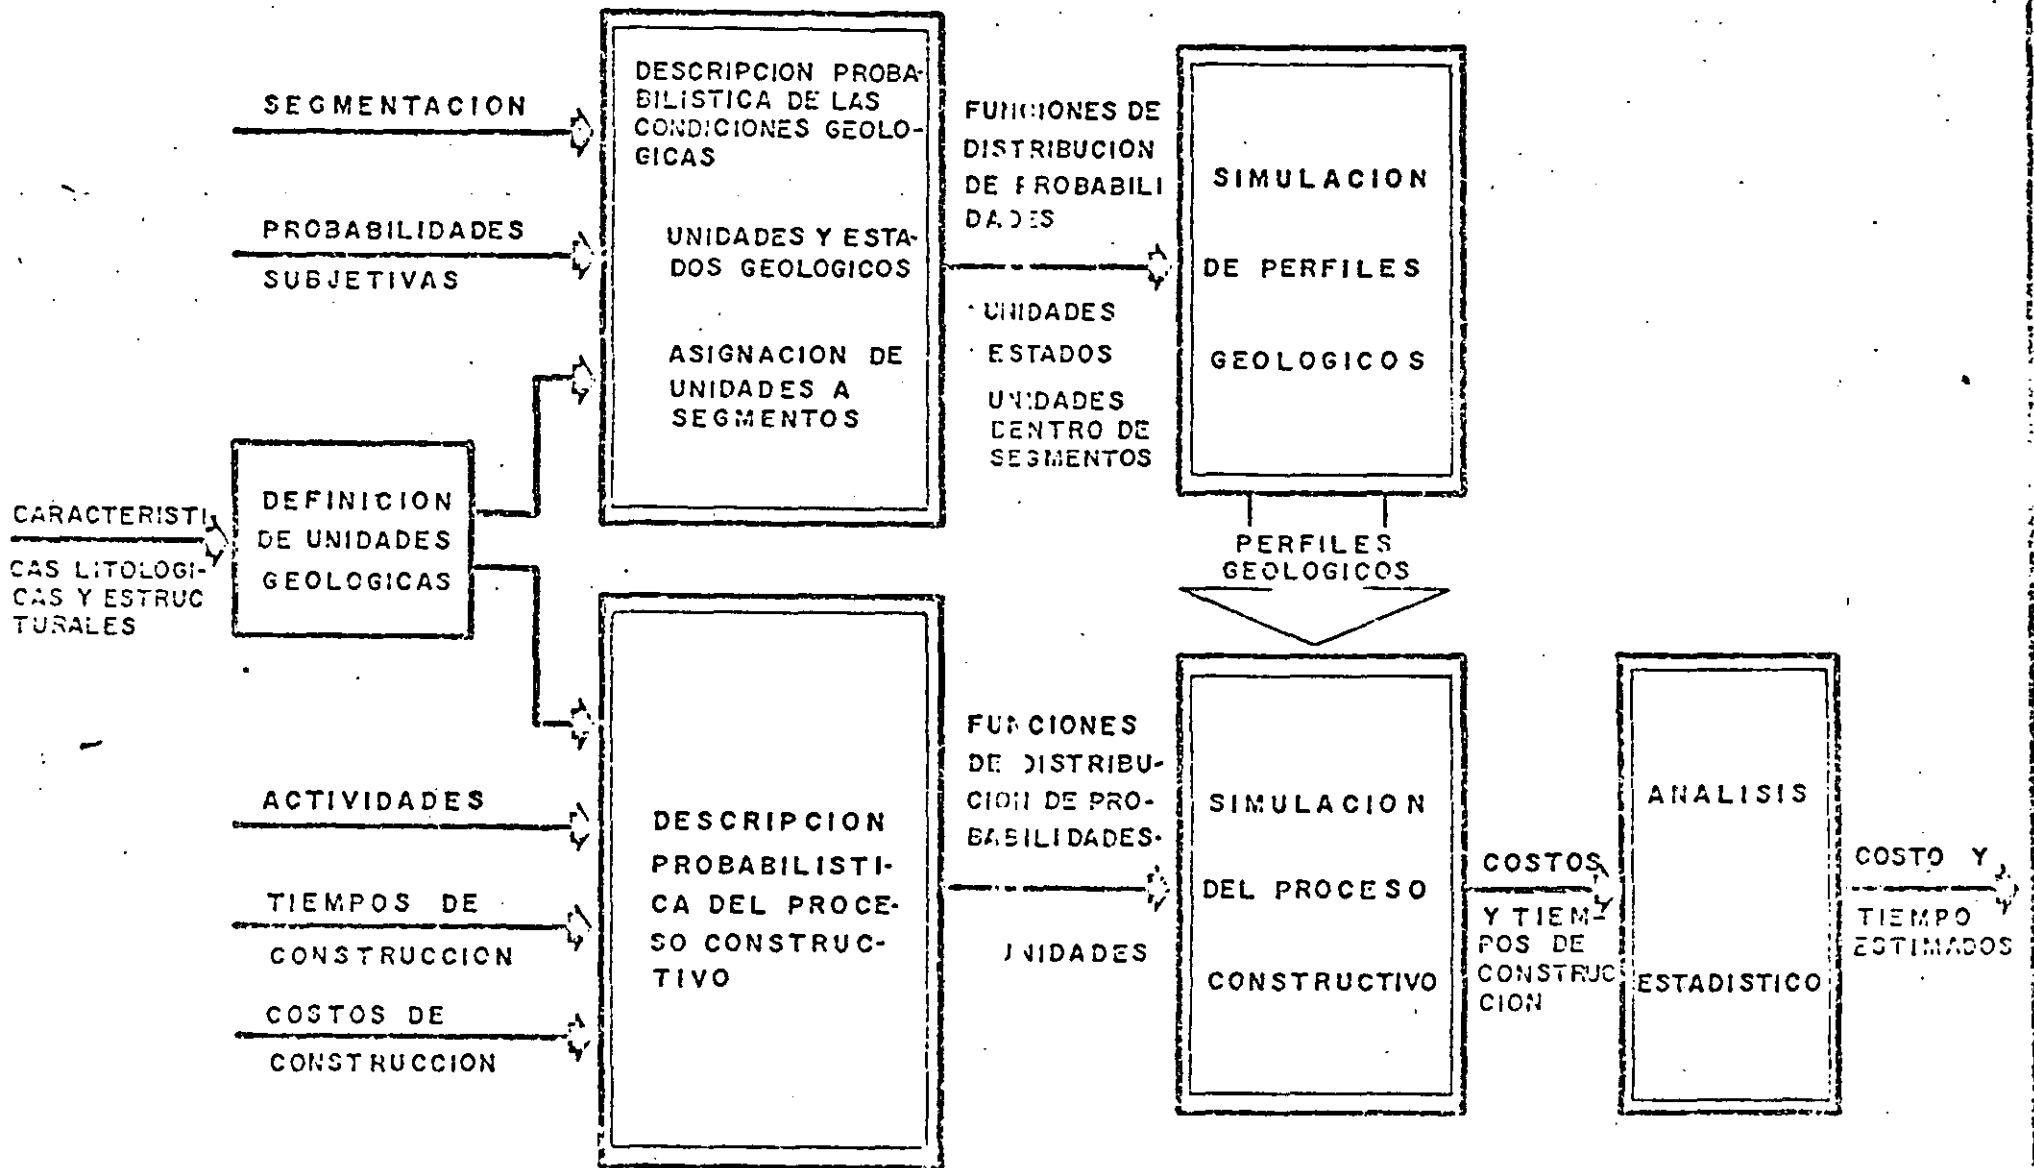 SEGMENTACION
PROBABILIDADES
SUBJETIVAS
DESCRIPCION PROBA-
BILISTICA DE LAS
CONDICIONES GEOLO-
GICAS
UNIDADES Y ESTA-
DOS GEOLOGICOS
ASIGNACION DE
UNIDADES A
SEGMENTOS
FUNCIONES DE
DISTRIBUCION
DE PROBABILI
DADES
UNIDADES
ESTADOS
UNIDADES
DENTRO DE
SEGMENTOS
SIMULACION
DE PERFILES
GEOLOGICOS
CARACTERISTI
CAS LITOLOGI-
CAS Y ESTRUC
TURALES
DEFINICION
DE UNIDADES
GEOLOGICAS
PERFILES
GEOLOGICOS
ACTIVIDADES
TIEMPOS DE
CONSTRUCCION
COSTOS DE
CONSTRUCCION
DESCRIPCION
PROBABILISTI-
CA DEL PROCE-
SO CONSTRUC-
TIVO
FUNCIONES
DE DISTRIBU-
CION DE PRO-
BABILIDADES.
UNIDADES
SIMULACION
DEL PROCESO
CONSTRUCTIVO
COSTOS
Y TIEM-
POS DE
CONSTRUC
CION
ANALISIS
ESTADISTICO
COSTO Y
TIEMPO
ESTIMADOS